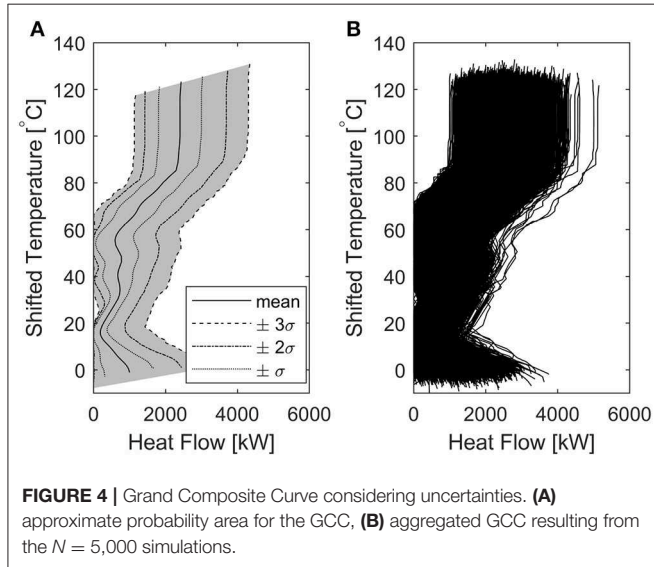 A
B
140
120
100
80
60
40
20
0
Shifted Temperature [°C]
0 2000 4000 6000
Heat Flow [kW]
mean
± 3σ
± 2σ
± σ
140
120
100
80
60
40
20
0
Shifted Temperature [°C]
0 2000 4000 6000
Heat Flow [kW]
FIGURE 4 | Grand Composite Curve considering uncertainties. (A)
approximate probability area for the GCC, (B) aggregated GCC resulting from
the N = 5,000 simulations.